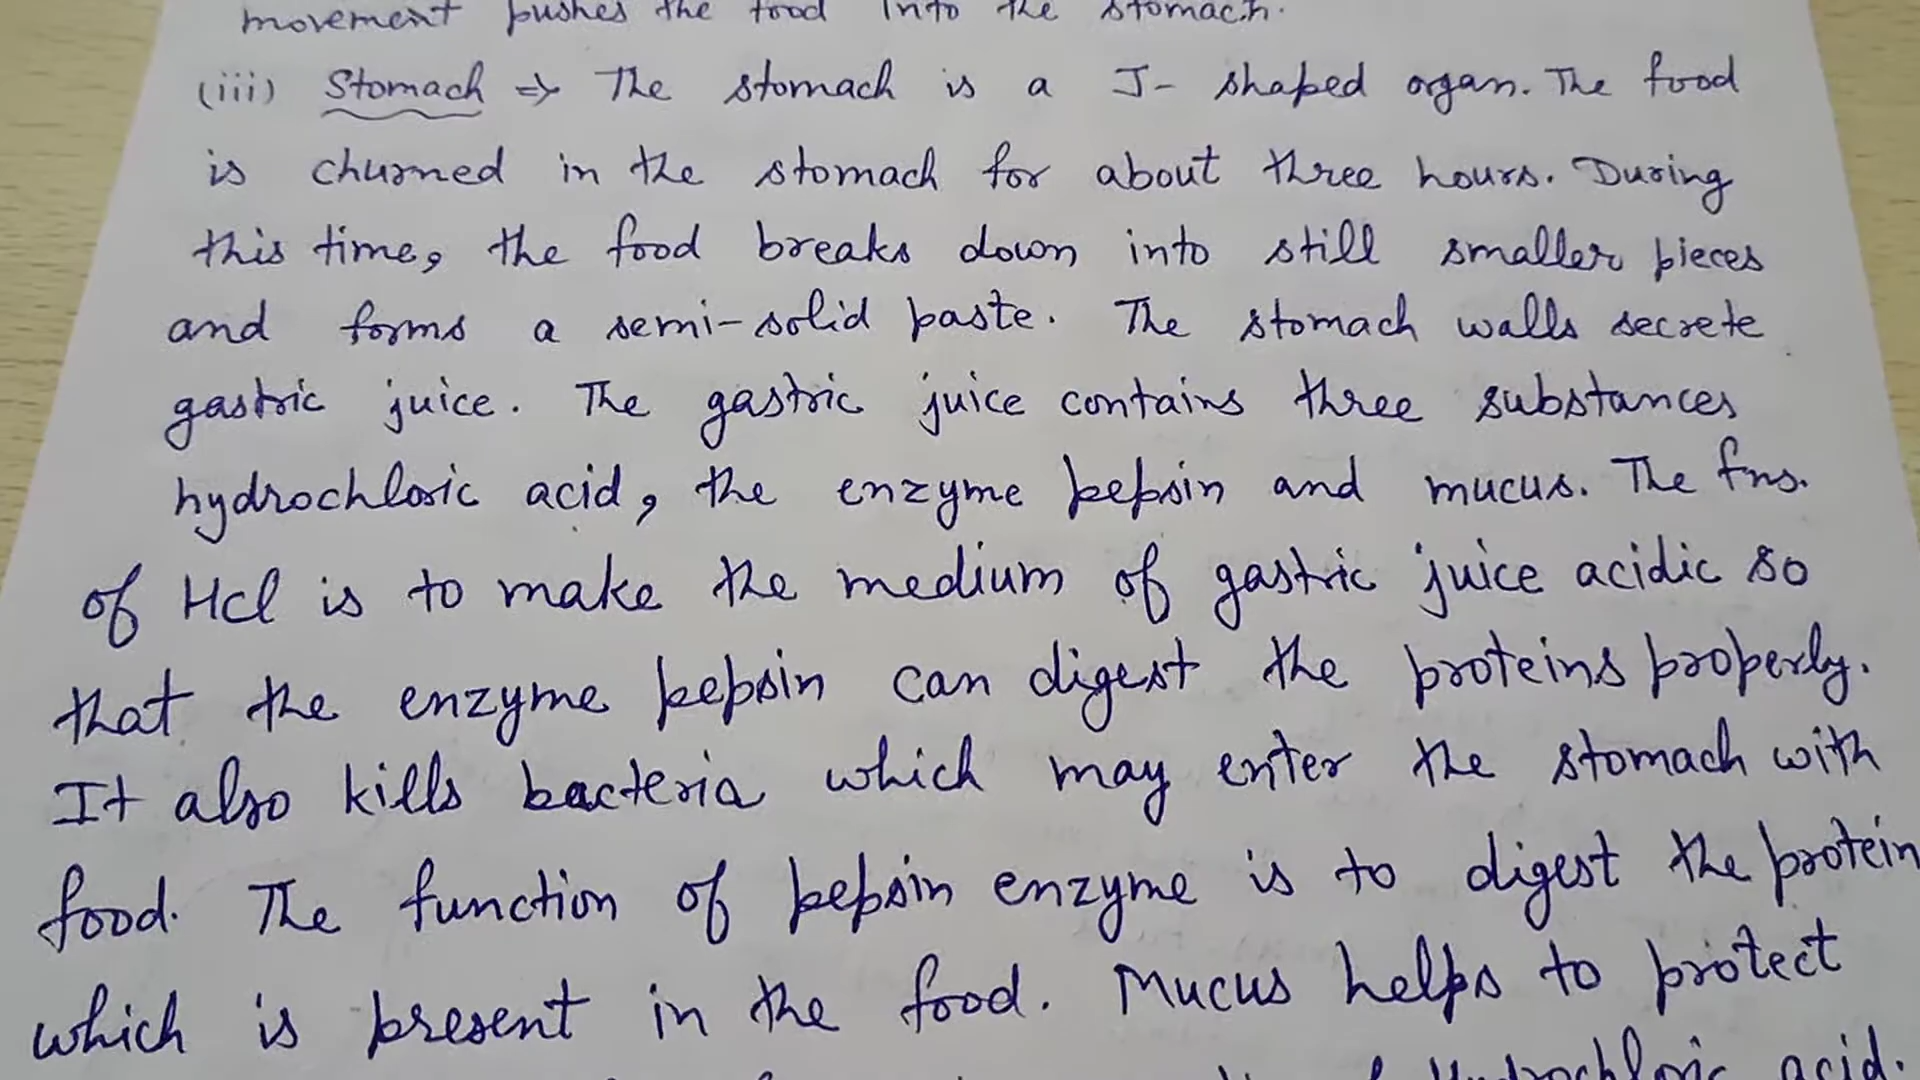 movement pushes the food into the stomach.
(iii) Stomach ⇒ The stomach is a J- shaped organ. The food
is churned in the stomach for about three hours. During
this time, the food breaks down into still smaller pieces
and forms a semi-solid paste. The stomach walls secrete
gastric juice. The gastric juice contains three substances
hydrochloric acid, the enzyme pepsin and mucus. The fns.
of Hcl is to make the medium of gastric juice acidic so
that the enzyme pepsin can digest the proteins properly.
It also kills bacteria which may enter the stomach with
food. The function of pepsin enzyme is to digest the protein
which is present in the food. Mucus helps to protect
Hydrochloric acid.